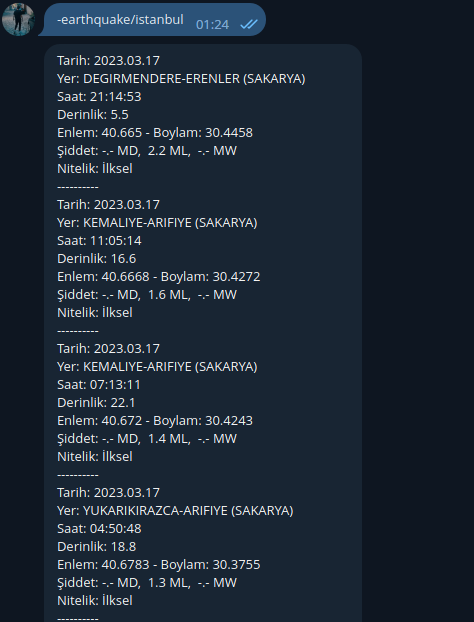 -earthquake/istanbul 01:24
Tarih: 2023.03.17
Yer: DEGIRMENDERE-ERENLER (SAKARYA)
Saat: 21:14:53
Derinlik: 5.5
Enlem: 40.665 - Boylam: 30.4458
Şiddet: -.- MD,  2.2 ML,  -.- MW
Nitelik: İlksel
----------
Tarih: 2023.03.17
Yer: KEMALIYE-ARIFIYE (SAKARYA)
Saat: 11:05:14
Derinlik: 16.6
Enlem: 40.6668 - Boylam: 30.4272
Şiddet: -.- MD,  1.6 ML,  -.- MW
Nitelik: İlksel
----------
Tarih: 2023.03.17
Yer: KEMALIYE-ARIFIYE (SAKARYA)
Saat: 07:13:11
Derinlik: 22.1
Enlem: 40.672 - Boylam: 30.4243
Şiddet: -.- MD,  1.4 ML,  -.- MW
Nitelik: İlksel
----------
Tarih: 2023.03.17
Yer: YUKARIKIRAZCA-ARIFIYE (SAKARYA)
Saat: 04:50:48
Derinlik: 18.8
Enlem: 40.6783 - Boylam: 30.3755
Şiddet: -.- MD,  1.3 ML,  -.- MW
Nitelik: İlksel
----------